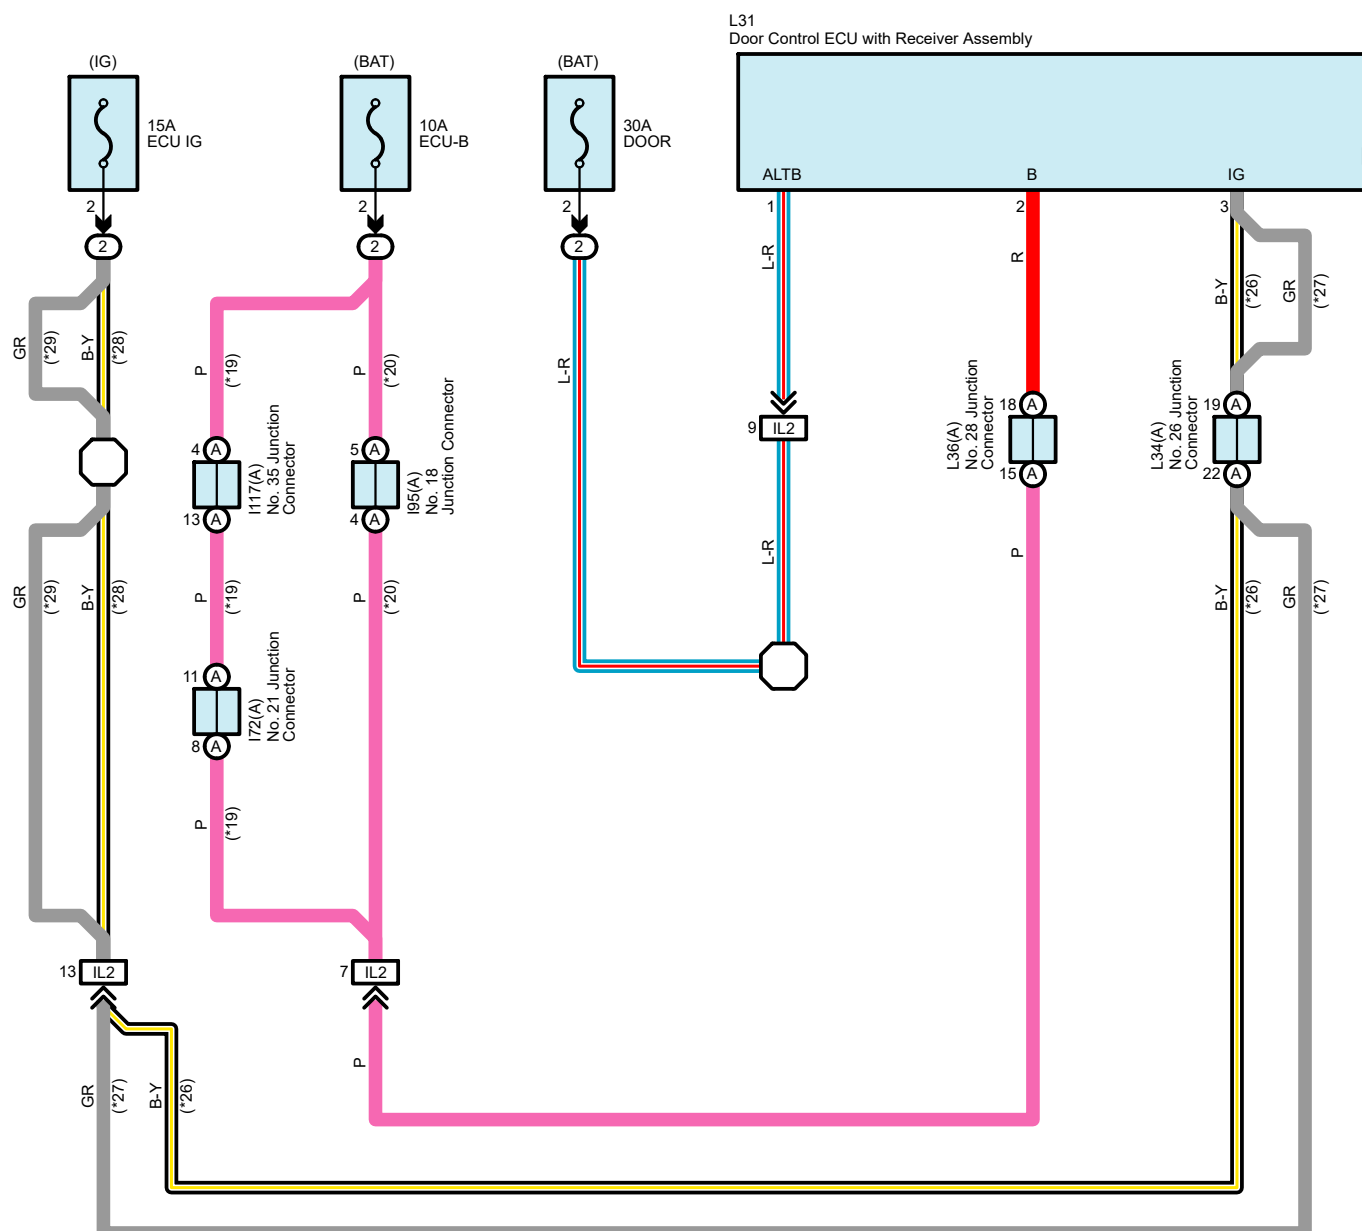 L31
Door Control ECU with Receiver Assembly
(IG)
(BAT)
(BAT)
15A
ECU IG
10A
ECU-B
30A
DOOR
ALTB
B
IG
2
2
2
1
2
3
2
2
2
L-R
R
B-Y
(*26)
GR
(*27)
GR
(*29)
B-Y
(*28)
P
(*19)
P
(*20)
L-R
9
IL2
18
A
L36(A)
No. 28 Junction
Connector
15
A
19
A
L34(A)
No. 26 Junction
Connector
22
A
4
A
I117(A)
No. 35 Junction
Connector
13
A
5
A
I95(A)
No. 18
Junction Connector
4
A
GR
(*29)
B-Y
(*28)
P
(*19)
P
(*20)
L-R
P
B-Y
(*26)
GR
(*27)
11
A
I72(A)
No. 21 Junction
Connector
8
A
P
(*19)
13
IL2
7
IL2
GR
(*27)
B-Y
(*26)
P